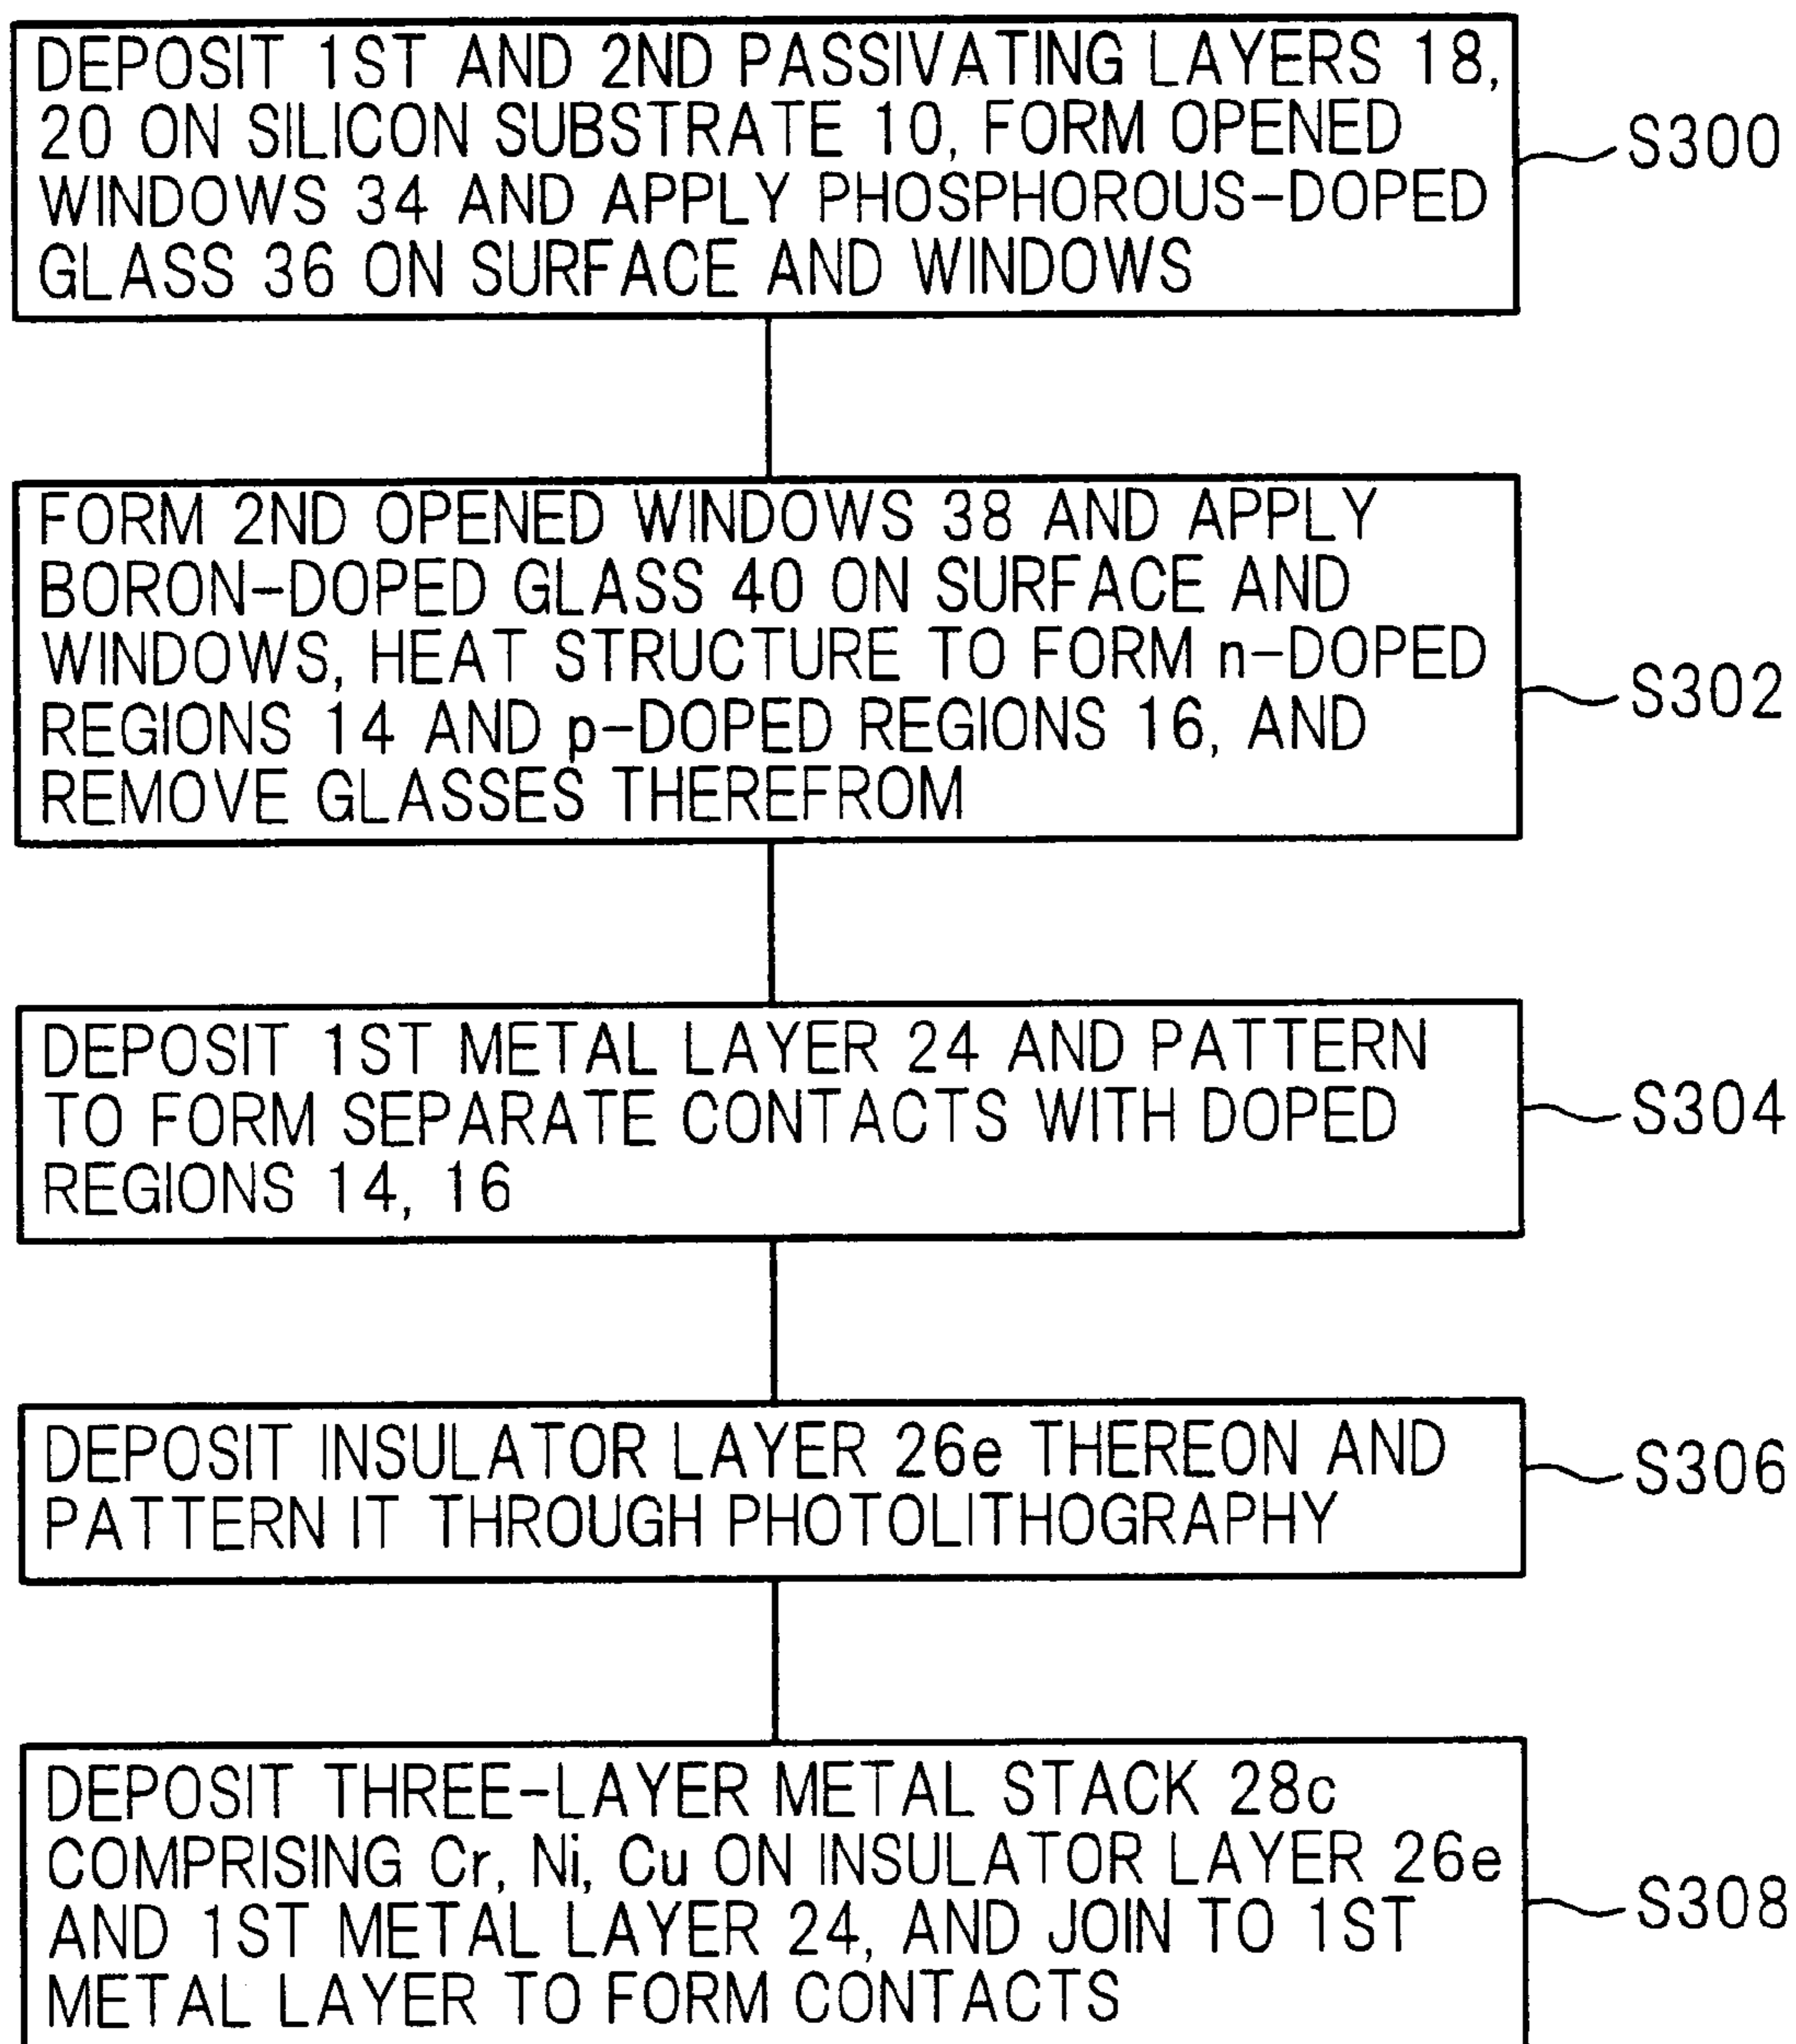 DEPOSIT 1ST AND 2ND PASSIVATING LAYERS 18,
20 ON SILICON SUBSTRATE 10, FORM OPENED
WINDOWS 34 AND APPLY PHOSPHOROUS-DOPED
GLASS 36 ON SURFACE AND WINDOWS
S300
FORM 2ND OPENED WINDOWS 38 AND APPLY
BORON-DOPED GLASS 40 ON SURFACE AND
WINDOWS, HEAT STRUCTURE TO FORM n-DOPED
REGIONS 14 AND p-DOPED REGIONS 16, AND
REMOVE GLASSES THEREFROM
S302
DEPOSIT 1ST METAL LAYER 24 AND PATTERN
TO FORM SEPARATE CONTACTS WITH DOPED
REGIONS 14, 16
S304
DEPOSIT INSULATOR LAYER 26e THEREON AND
PATTERN IT THROUGH PHOTOLITHOGRAPHY
S306
DEPOSIT THREE-LAYER METAL STACK 28c
COMPRISING Cr, Ni, Cu ON INSULATOR LAYER 26e
AND 1ST METAL LAYER 24, AND JOIN TO 1ST
METAL LAYER TO FORM CONTACTS
S308